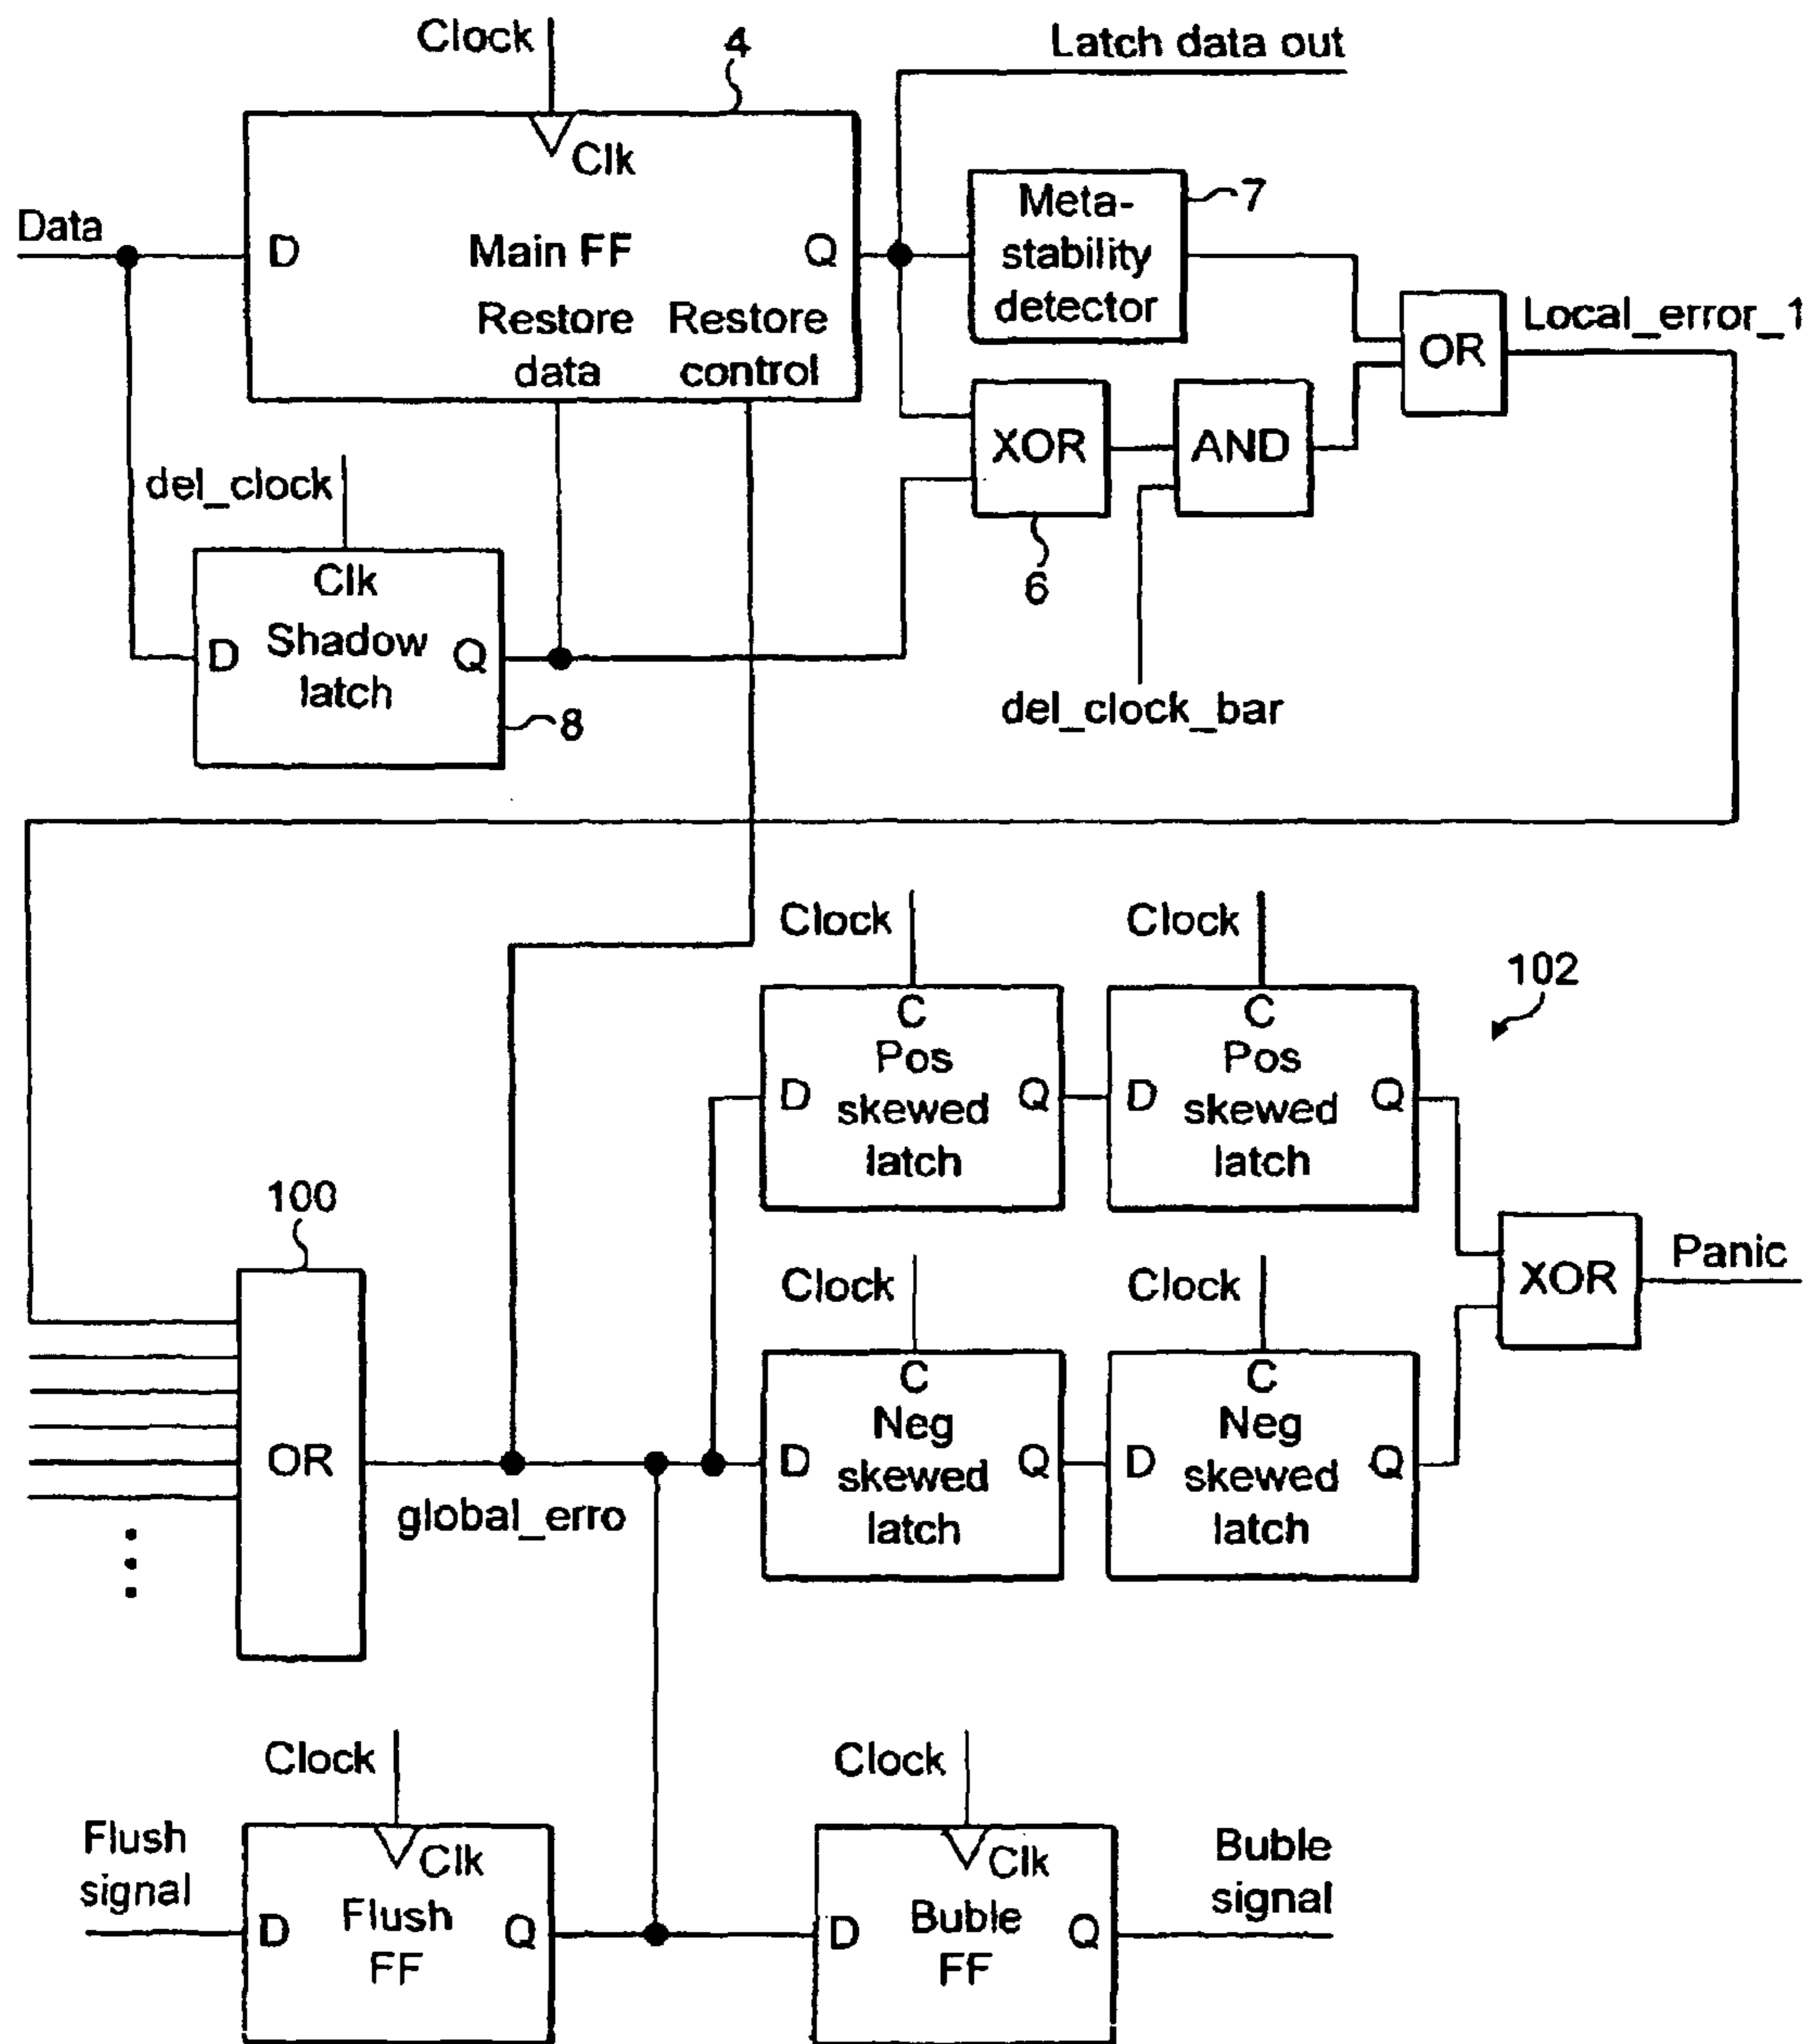 Clock
4
Latch data out
Clk
Data
D
Main FF
Q
Restore
data
Restore
control
Meta-
stability
detector
7
OR
Local_error_1
XOR
6
AND
del_clock
del_clock_bar
Clk
D
Shadow
latch
Q
8
Clock
Clock
102
C
D
Pos
skewed
latch
Q
C
D
Pos
skewed
latch
Q
100
OR
global_erro
Clock
Clock
C
D
Neg
skewed
latch
Q
C
D
Neg
skewed
latch
Q
XOR
Panic
Clock
Clock
Flush
signal
Clk
D
Flush
FF
Q
Clk
D
Buble
FF
Q
Buble
signal